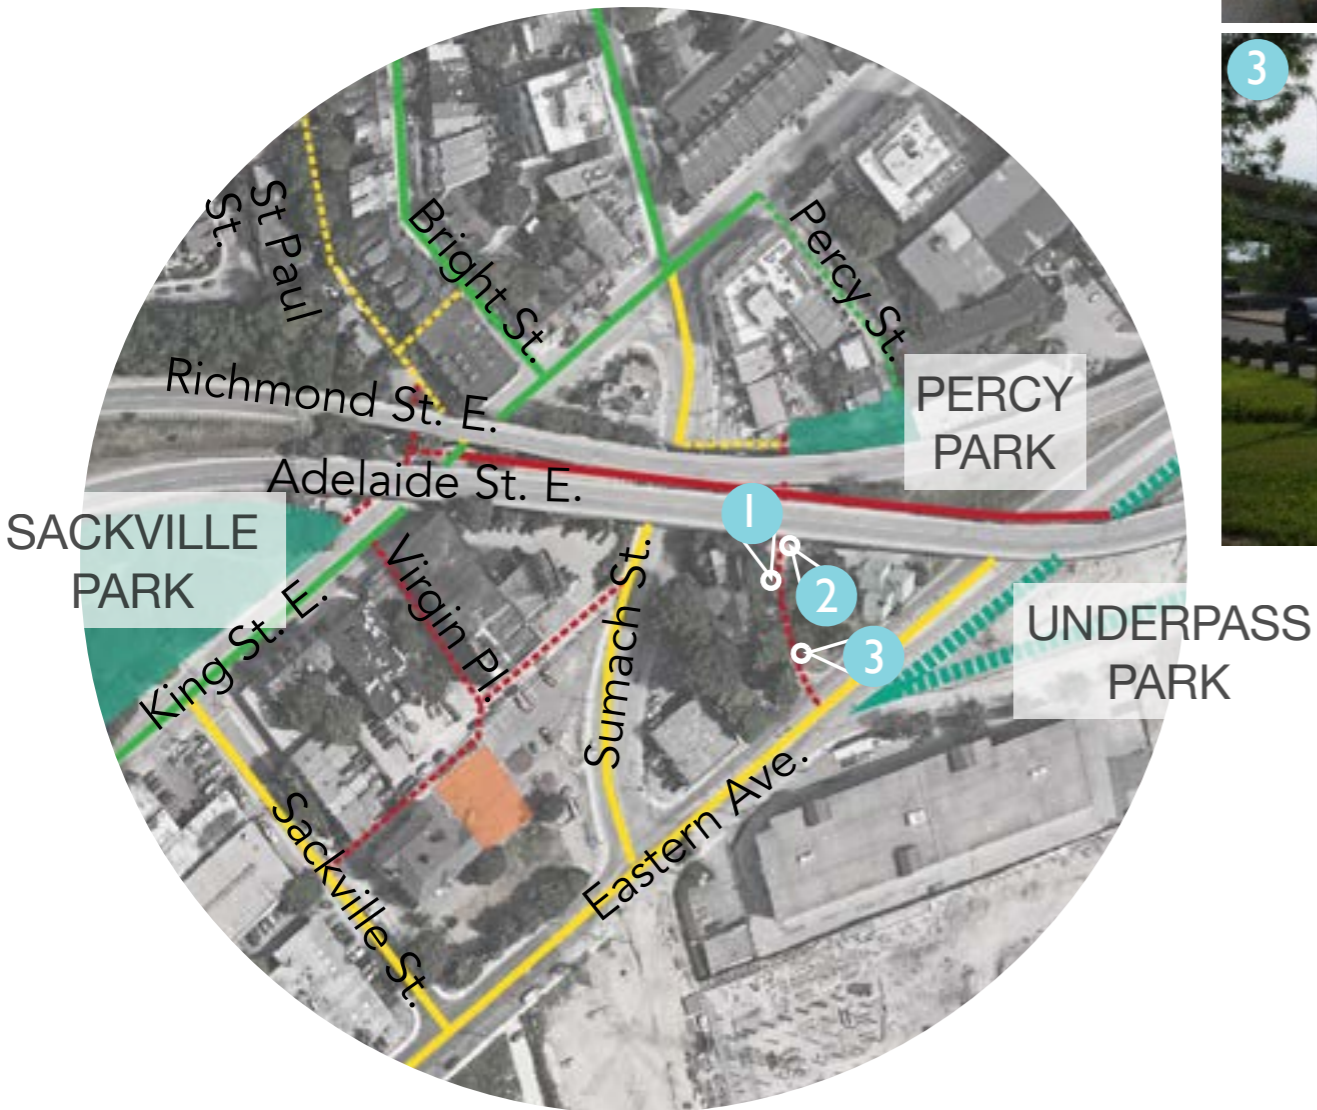 3
St Paul
St.
Bright St.
Percy St.
Richmond St. E.
PERCY
PARK
Adelaide St. E.
1
SACKVILLE
PARK
Virgin Pl.
Sumach St.
2
King St. E.
UNDERPASS
PARK
3
Eastern Ave.
Sackville St.